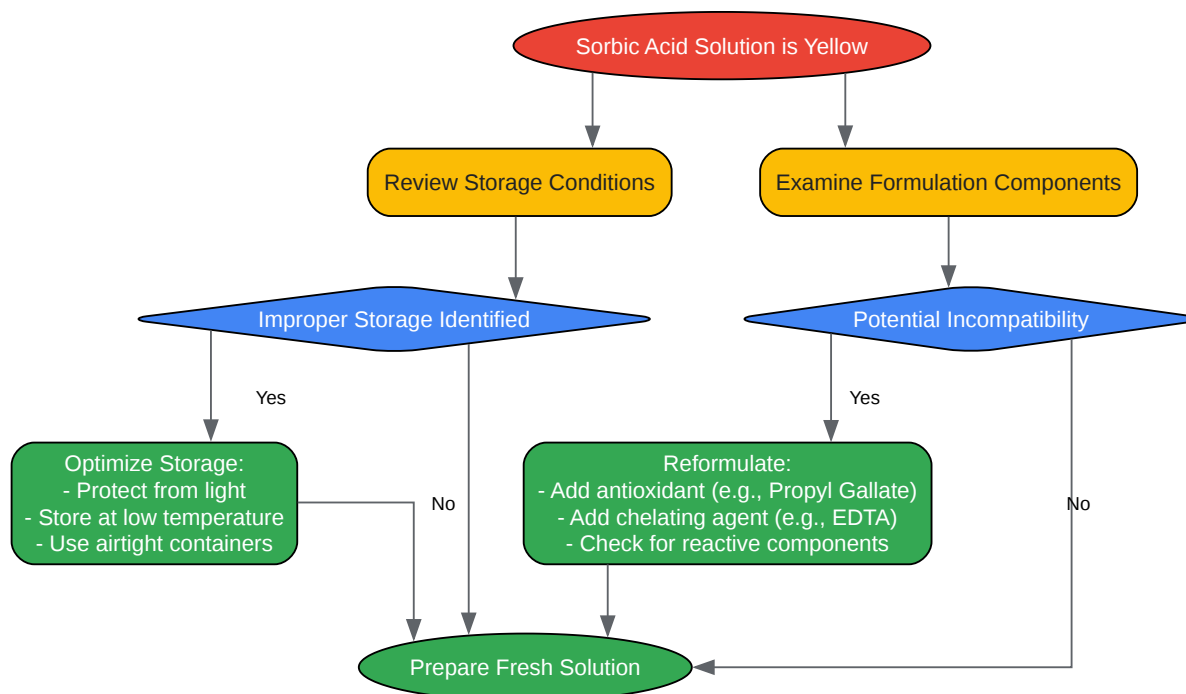 Sorbic Acid Solution is Yellow
Review Storage Conditions
Examine Formulation Components
Improper Storage Identified
Potential Incompatibility
Yes
Yes
Optimize Storage:
- Protect from light
- Store at low temperature
- Use airtight containers
No
Reformulate:
- Add antioxidant (e.g., Propyl Gallate)
- Add chelating agent (e.g., EDTA)
- Check for reactive components
No
Prepare Fresh Solution